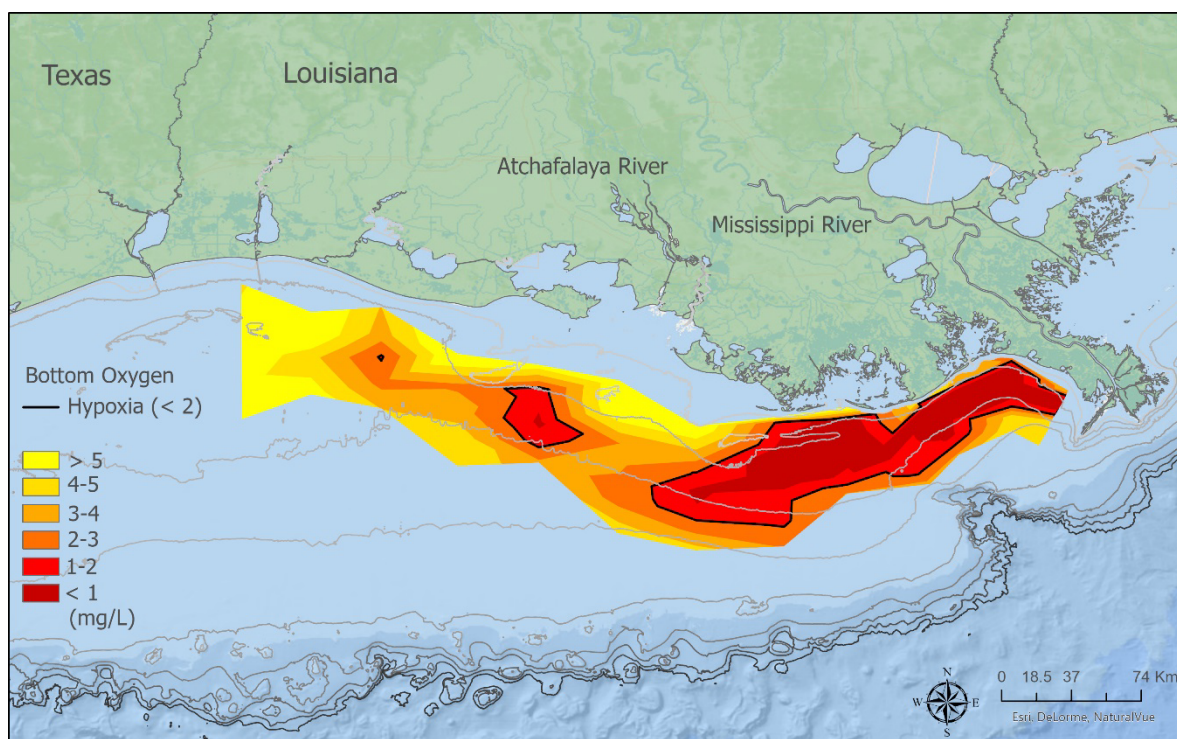 Texas
Louisiana
Atchafalaya River
Mississippi River
Bottom Oxygen
Hypoxia (< 2)
> 5
4-5
3-4
2-3
1-2
< 1
(mg/L)
N
W E
S
0 18.5 37 74 Km
Esri, DeLorme, NaturalVue